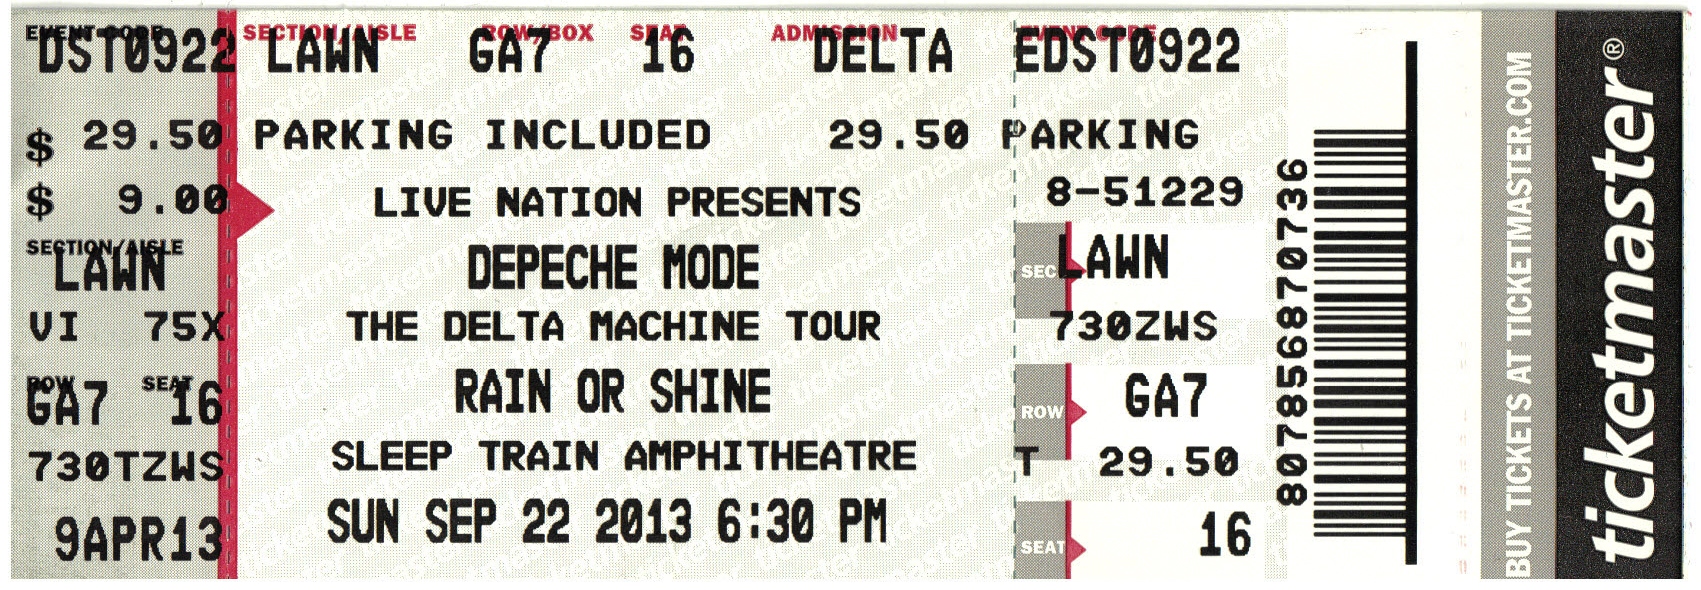 EVENT CODE
DST0922
$ 29.50
$ 9.00
SECTION/AISLE
LAWN
VI 75X
ROW SEAT
GA7 16
730TZWS
9APR13
SECTION/AISLE ROW/BOX SEAT ADMISSION
LAWN GA7 16 DELTA
PARKING INCLUDED 29.50
LIVE NATION PRESENTS
DEPECHE MODE
THE DELTA MACHINE TOUR
RAIN OR SHINE
SLEEP TRAIN AMPHITHEATRE
SUN SEP 22 2013 6:30 PM
EVENT CODE
EDST0922
PARKING
8-51229
SEC LAWN
730ZWS
ROW GA7
T 29.50
SEAT 16
807856870736
BUY TICKETS AT TICKETMASTER.COM
ticketmaster®